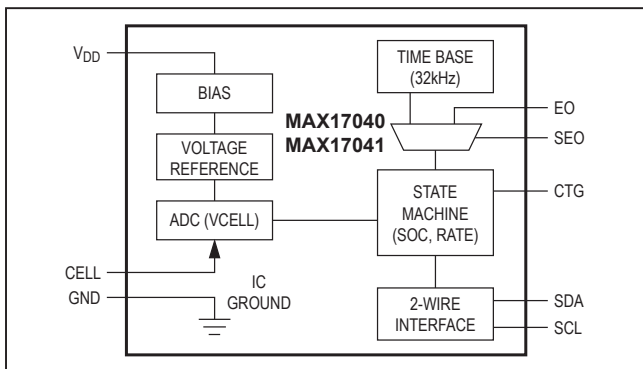 VDD
BIAS
VOLTAGE
REFERENCE
ADC (VCELL)
CELL
GND
IC
GROUND
TIME BASE
(32kHz)
MAX17040
MAX17041
STATE
MACHINE
(SOC, RATE)
2-WIRE
INTERFACE
EO
SEO
CTG
SDA
SCL